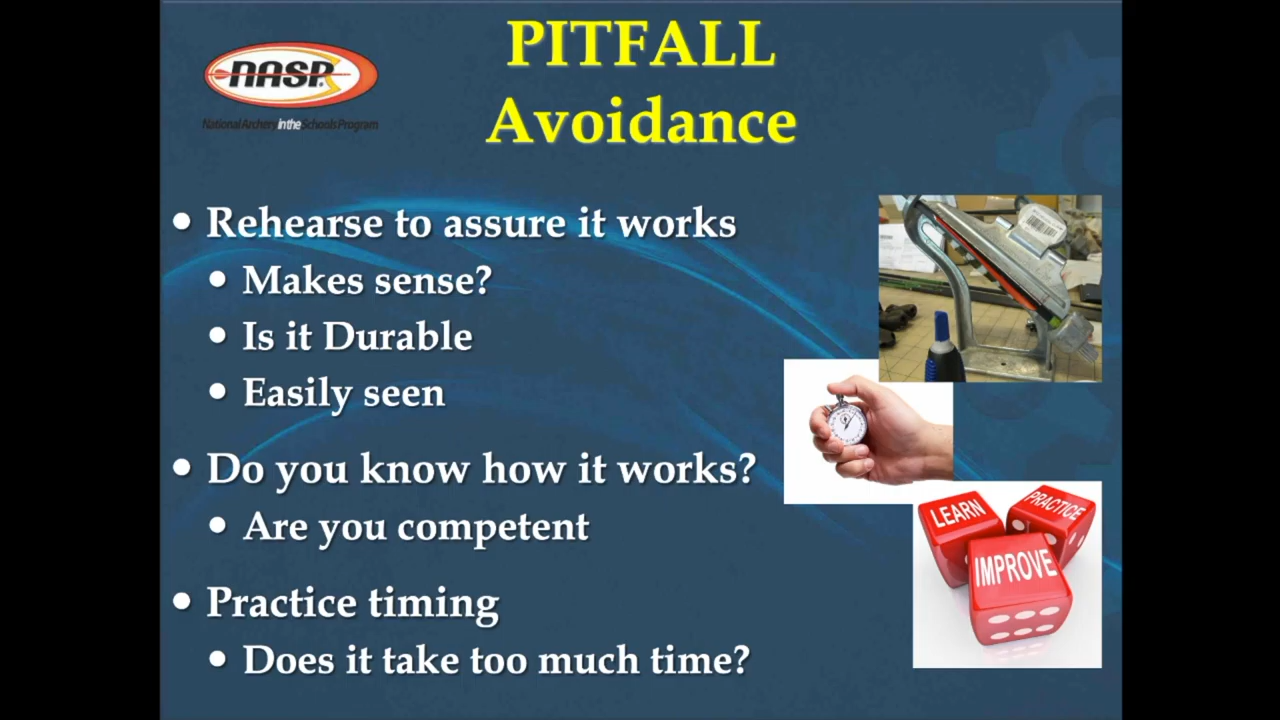 PITFALL
Avoidance
NASP
National Archery in the Schools Program
• Rehearse to assure it works
• Makes sense?
• Is it Durable
• Easily seen
• Do you know how it works?
• Are you competent
• Practice timing
• Does it take too much time?
LEARN
PRACTICE
IMPROVE